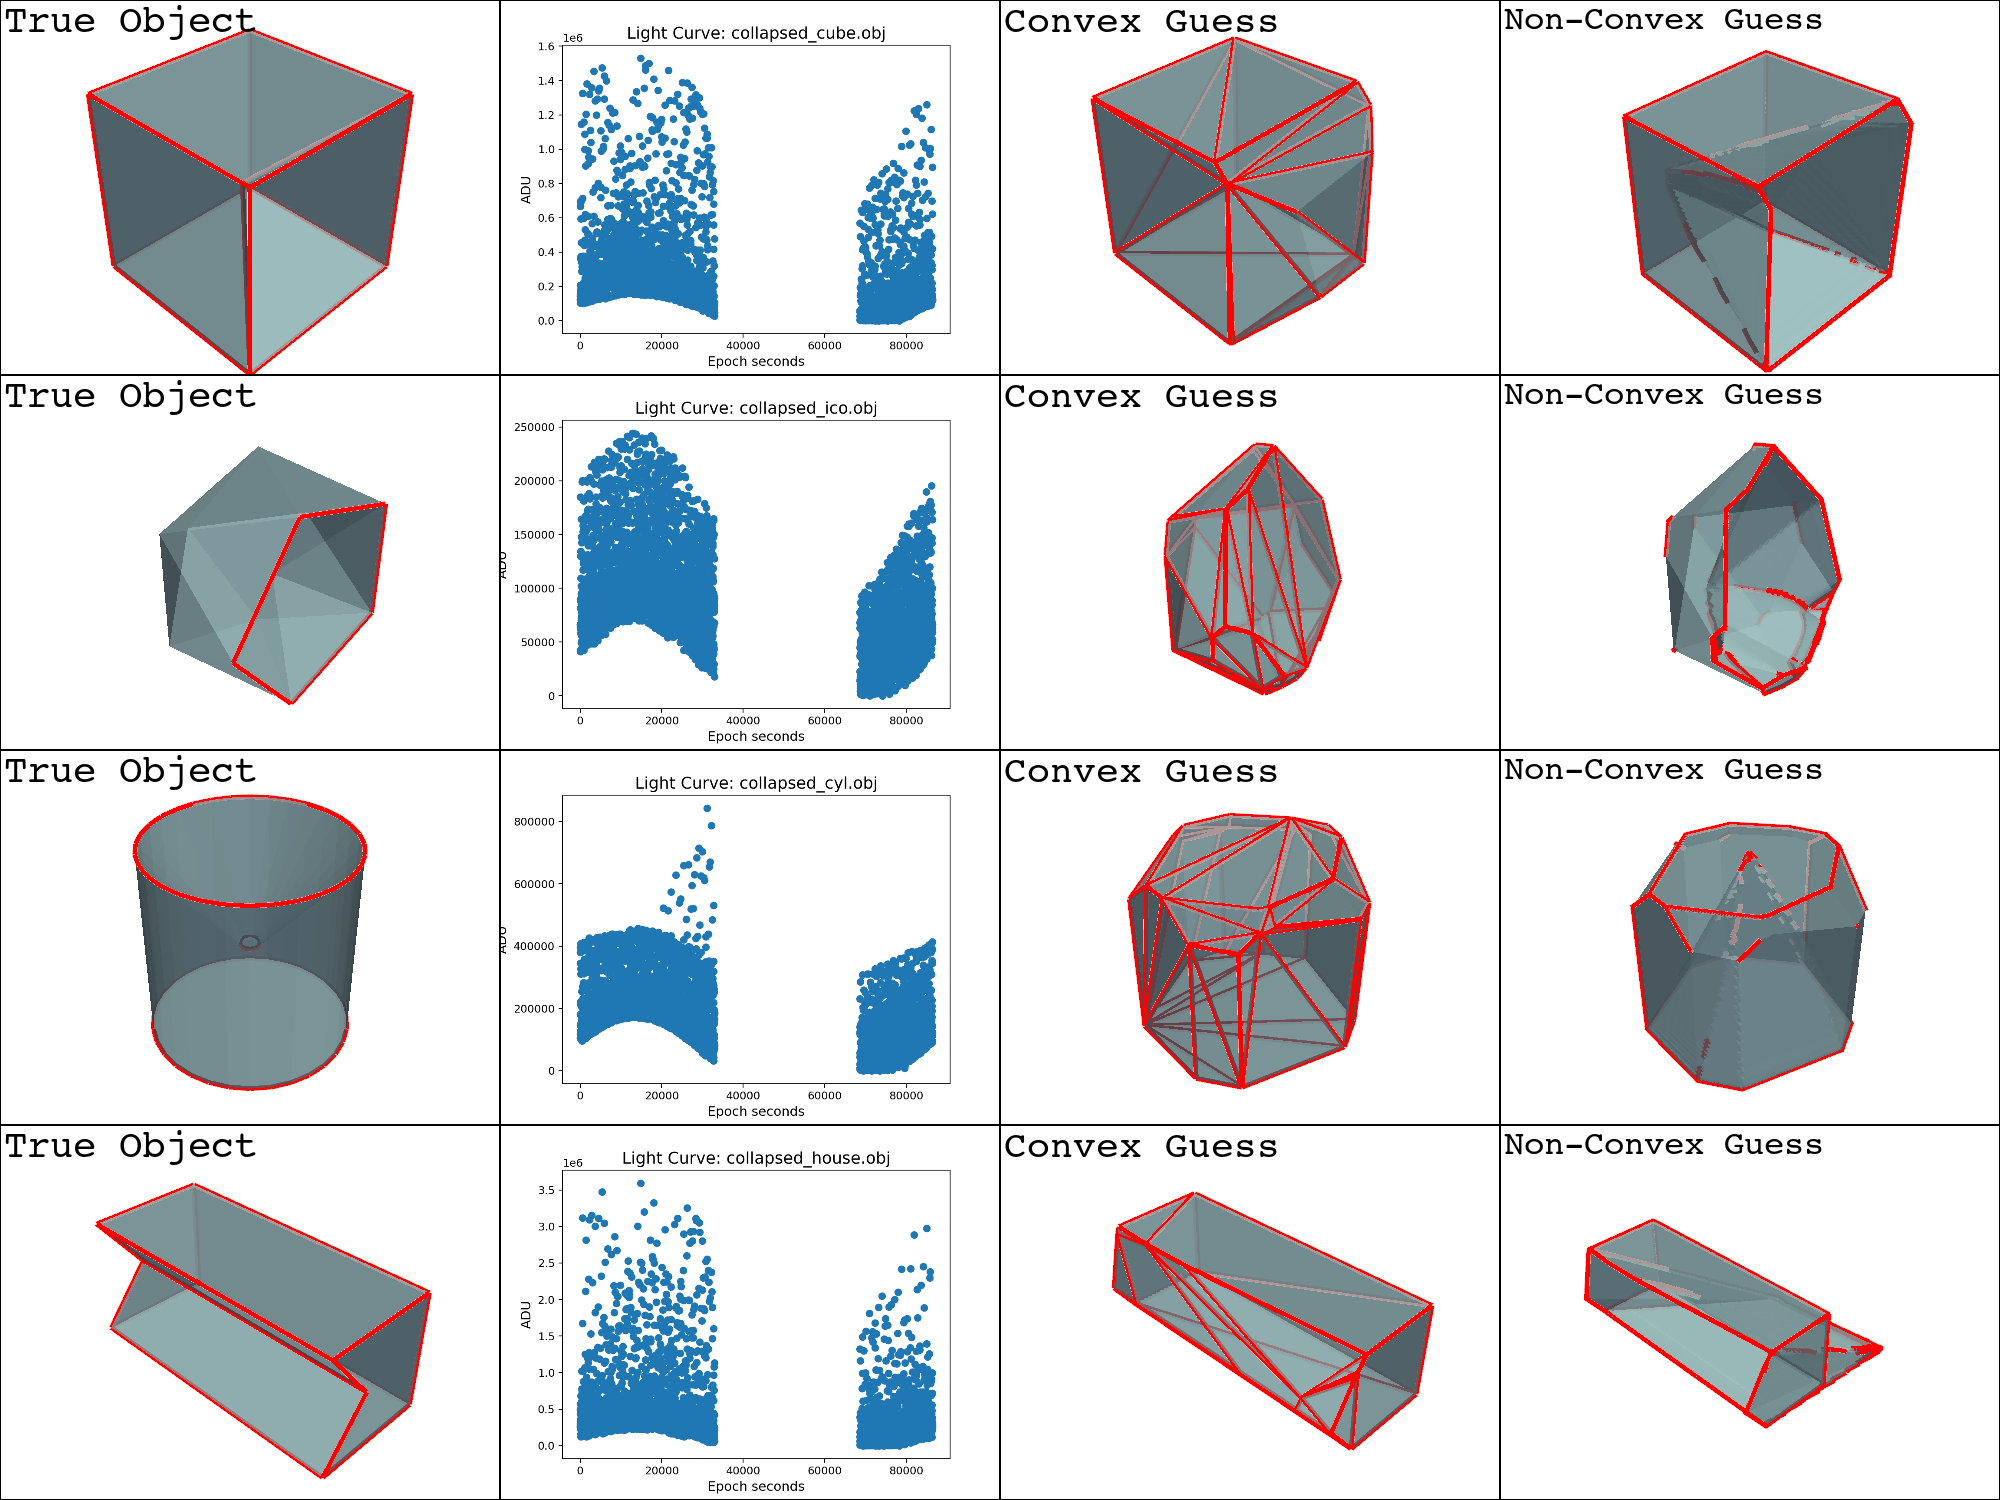 True Object
Light Curve: collapsed_cube.obj
1e6
1.6
1.4
1.2
1.0
0.8
0.6
0.4
0.2
0.0
ADU
0 20000 40000 60000 80000
Epoch seconds
Convex Guess
Non-Convex Guess
True Object
Light Curve: collapsed_ico.obj
250000
200000
150000
100000
50000
0
ADU
0 20000 40000 60000 80000
Epoch seconds
Convex Guess
Non-Convex Guess
True Object
Light Curve: collapsed_cyl.obj
800000
600000
400000
200000
0
ADU
0 20000 40000 60000 80000
Epoch seconds
Convex Guess
Non-Convex Guess
True Object
Light Curve: collapsed_house.obj
1e6
3.5
3.0
2.5
2.0
1.5
1.0
0.5
0.0
ADU
0 20000 40000 60000 80000
Epoch seconds
Convex Guess
Non-Convex Guess